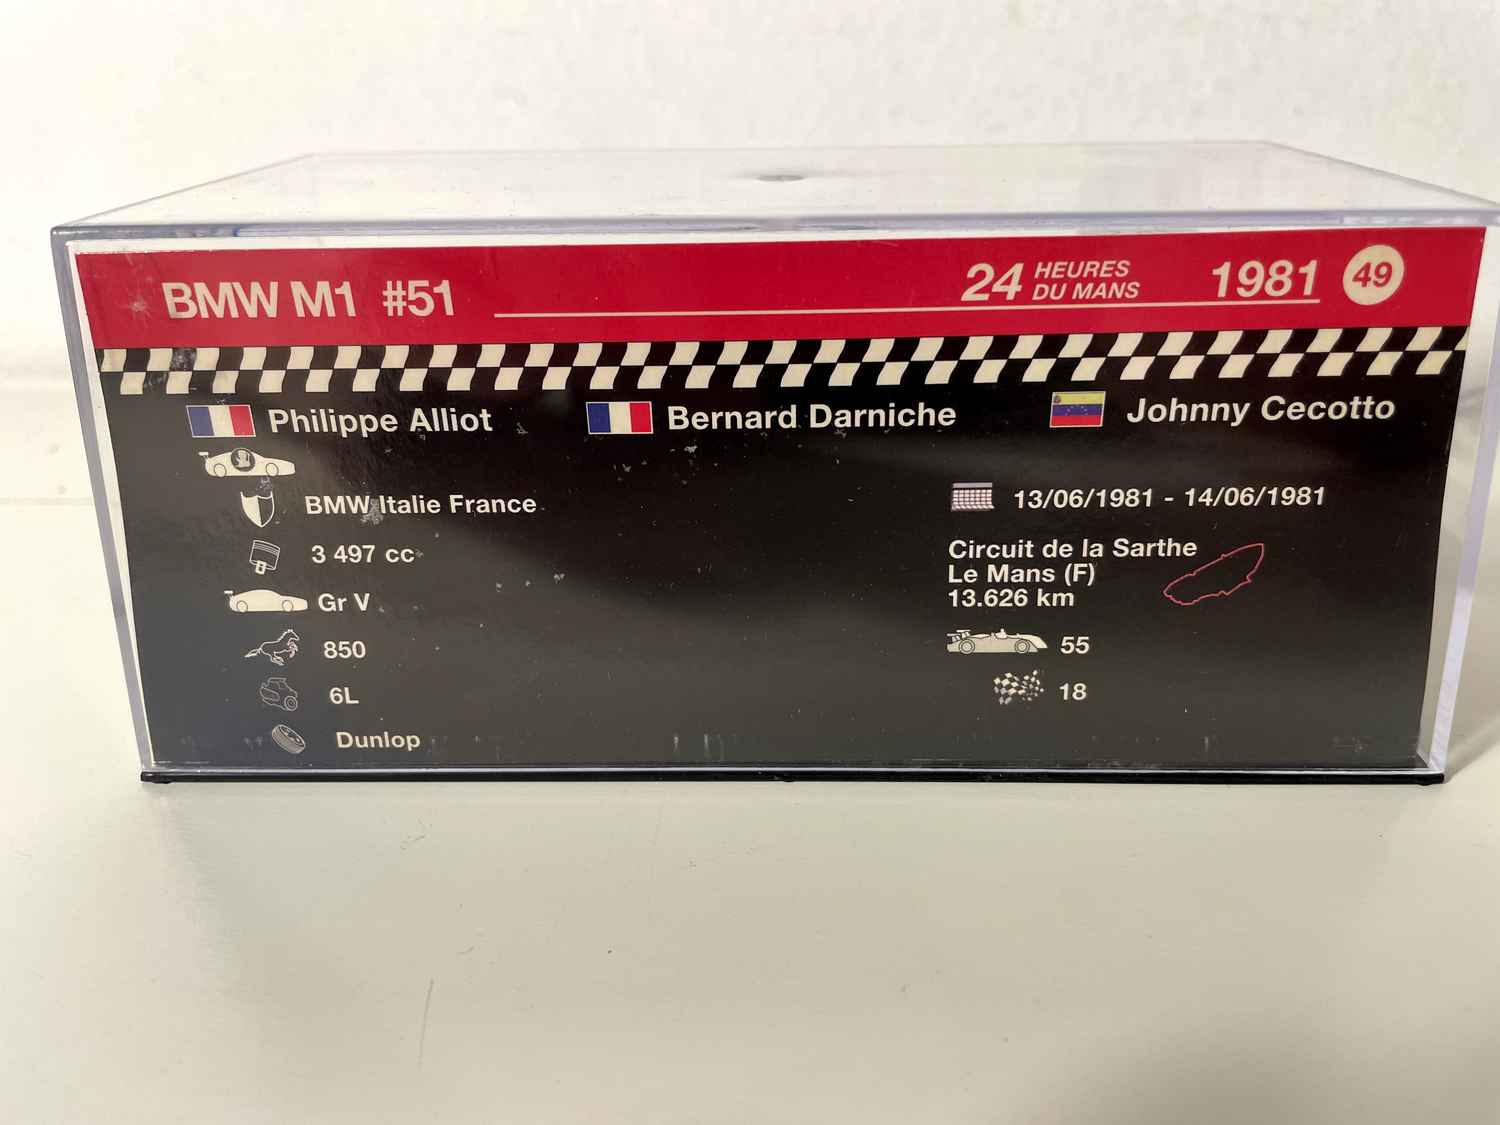 BMW M1 #51
24 HEURES DU MANS 1981 49
Philippe Alliot
Bernard Darniche
Johnny Cecotto
BMW Italie France
3 497 cc
Gr V
850
6L
Dunlop
13/06/1981 - 14/06/1981
Circuit de la Sarthe
Le Mans (F)
13.626 km
55
18